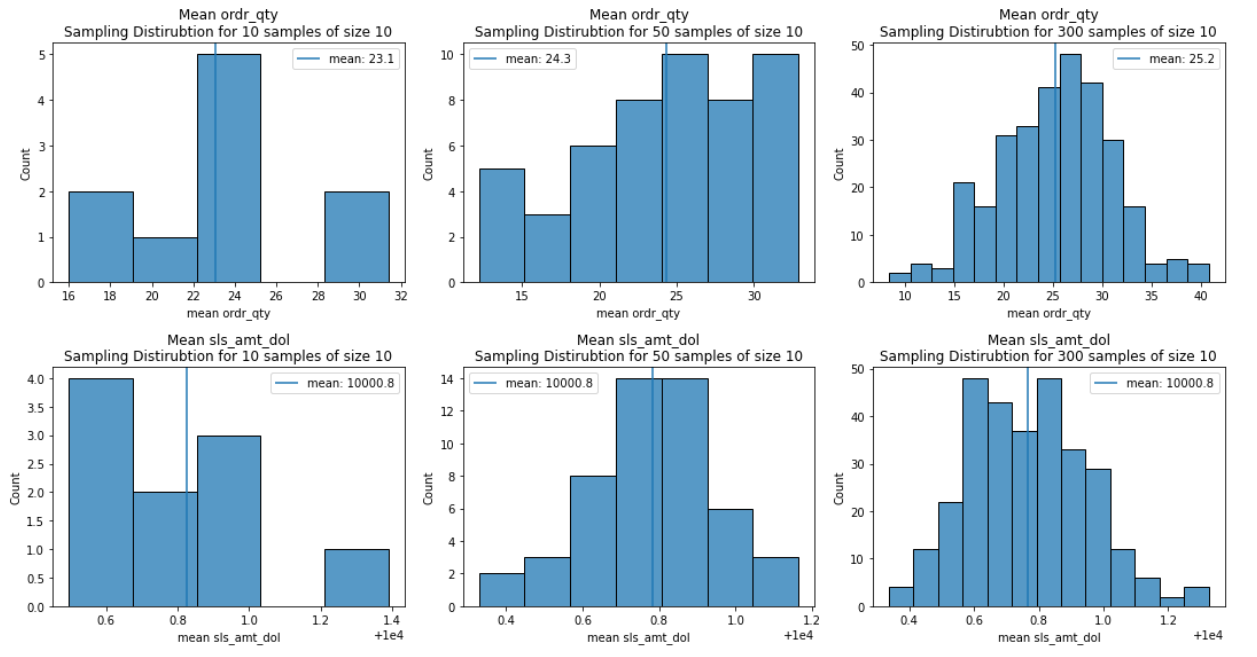 Mean ordr_qty
Sampling Distirubtion for 10 samples of size 10
mean: 23.1
Count
5
4
3
2
1
0
16 18 20 22 24 26 28 30 32
mean ordr_qty
Mean ordr_qty
Sampling Distirubtion for 50 samples of size 10
mean: 24.3
Count
10
8
6
4
2
0
15 20 25 30
mean ordr_qty
Mean ordr_qty
Sampling Distirubtion for 300 samples of size 10
mean: 25.2
Count
50
40
30
20
10
0
10 15 20 25 30 35 40
mean ordr_qty
Mean sls_amt_dol
Sampling Distirubtion for 10 samples of size 10
mean: 10000.8
Count
4.0
3.5
3.0
2.5
2.0
1.5
1.0
0.5
0.0
0.6 0.8 1.0 1.2 1.4
+1e4
mean sls_amt_dol
Mean sls_amt_dol
Sampling Distirubtion for 50 samples of size 10
mean: 10000.8
Count
14
12
10
8
6
4
2
0
0.4 0.6 0.8 1.0 1.2
+1e4
mean sls_amt_dol
Mean sls_amt_dol
Sampling Distirubtion for 300 samples of size 10
mean: 10000.8
Count
50
40
30
20
10
0
0.4 0.6 0.8 1.0 1.2
+1e4
mean sls_amt_dol